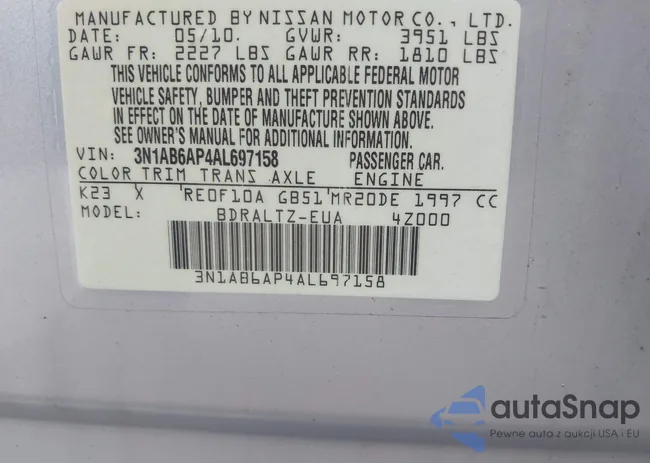 MANUFACTURED BY NISSAN MOTOR CO., LTD.
DATE: 05/10. GVWR: 3951 LBS
GAWR FR: 2227 LBS GAWR RR: 1810 LBS
THIS VEHICLE CONFORMS TO ALL APPLICABLE FEDERAL MOTOR
VEHICLE SAFETY, BUMPER AND THEFT PREVENTION STANDARDS
IN EFFECT ON THE DATE OF MANUFACTURE SHOWN ABOVE.
SEE OWNER'S MANUAL FOR ADDITIONAL INFORMATION.
VIN: 3N1AB6AP4AL697158 PASSENGER CAR.
COLOR TRIM TRANS AXLE ENGINE
K23 X RE0F10A GB51 MR20DE 1997 CC
MODEL: BDRALTZ-EUA 4Z000
3N1AB6AP4AL697158
autaSnap
Pewne auto z aukcji USA i EU